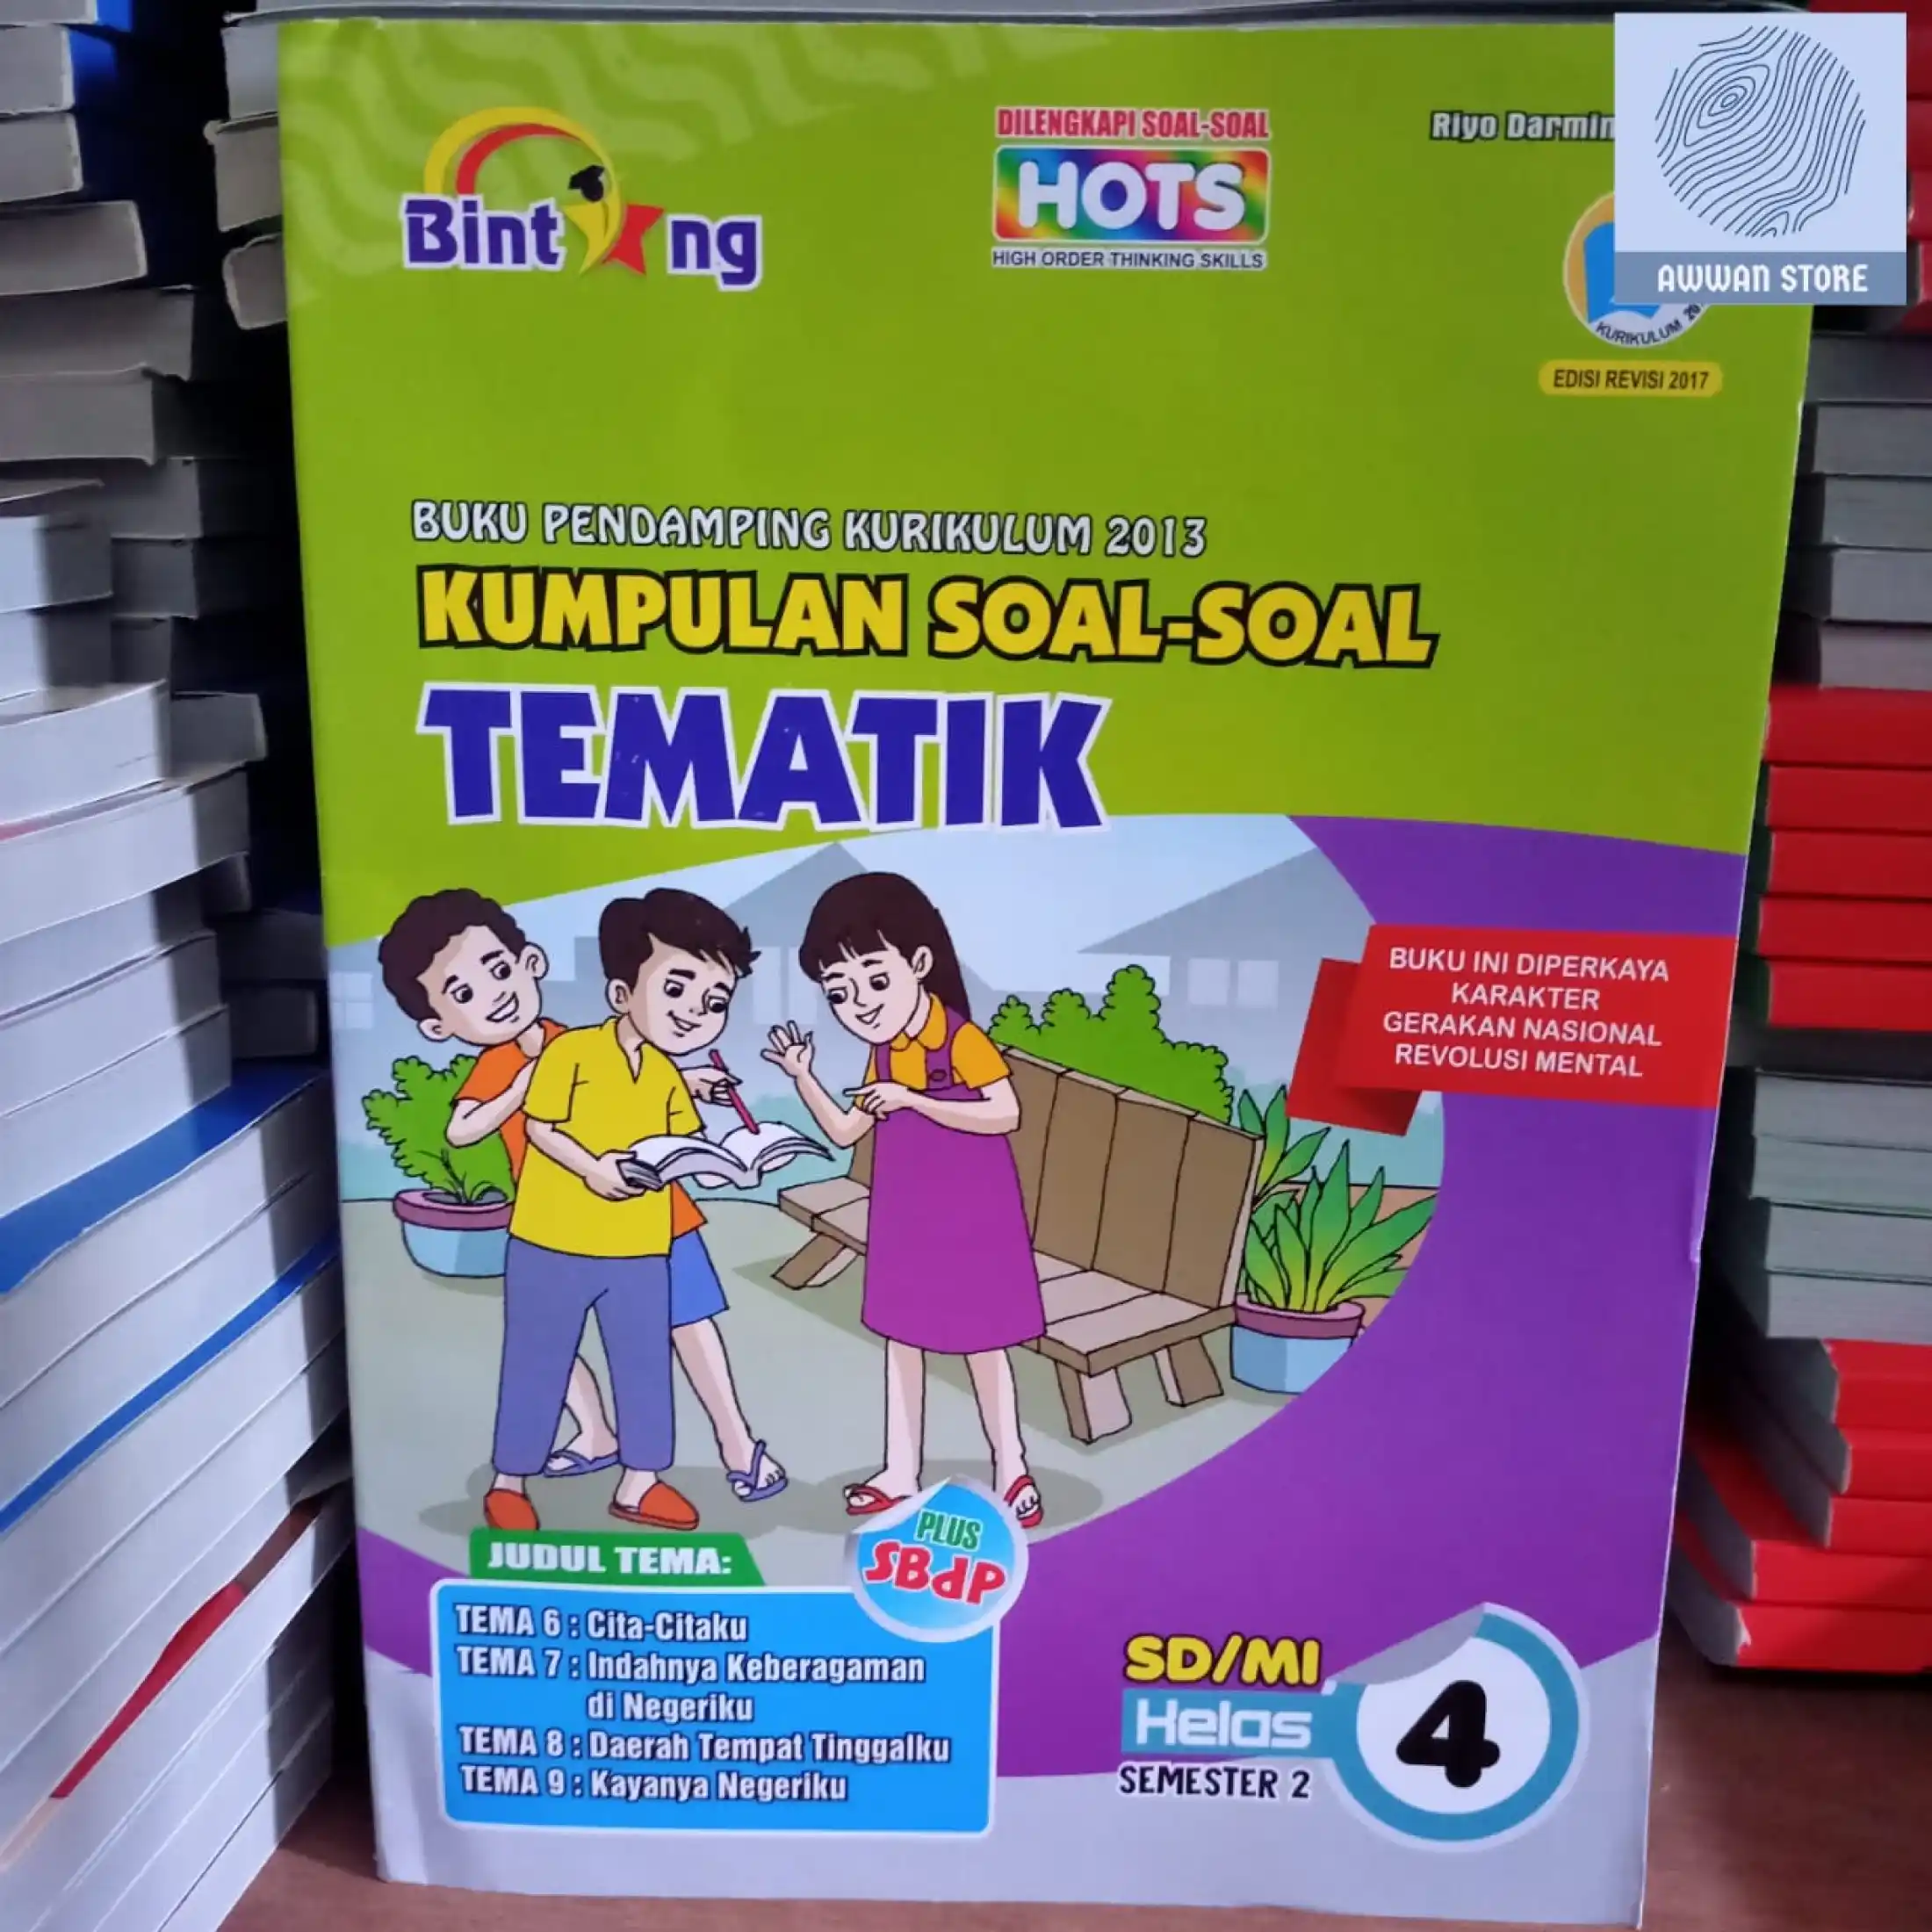 Bintang
DILENGKAPI SOAL-SOAL
HOTS
HIGH ORDER THINKING SKILLS
Riyo
AWWAN STORE
KURIKULUM
EDISI REVISI 2017
BUKU PENDAMPING KURIKULUM 2013
KUMPULAN SOAL-SOAL
TEMATIK
BUKU INI DIPERKAYA
KARAKTER
GERAKAN NASIONAL
REVOLUSI MENTAL
PLUS
SBdP
JUDUL TEMA:
TEMA 6 : Cita-Citaku
TEMA 7 : Indahnya Keberagaman
di Negeriku
TEMA 8 : Daerah Tempat Tinggalku
TEMA 9 : Kayanya Negeriku
SD/MI
Kelas 4
SEMESTER 2